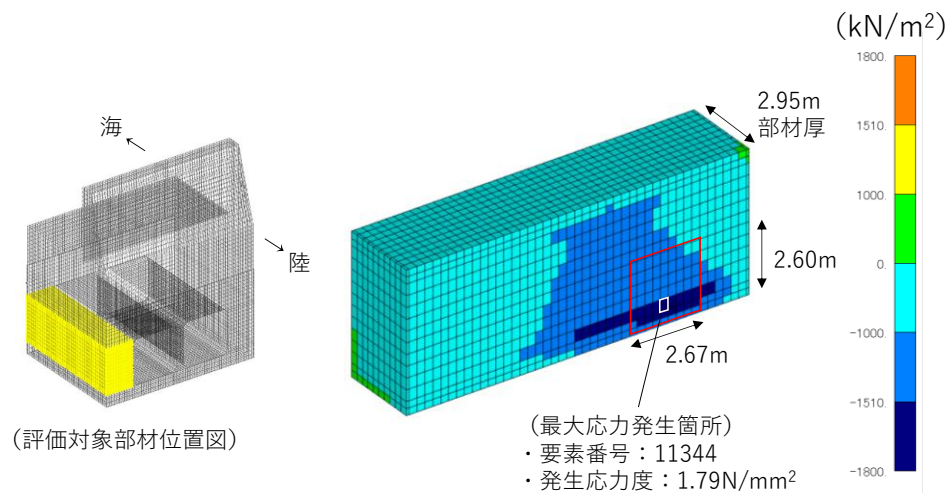 (kN/m²)
1800.
1510.
1000.
0.
-1000.
-1510.
-1800.
2.95m
部材厚
海
陸
2.60m
2.67m
（評価対象部材位置図）
（最大応力発生箇所）
・要素番号：11344
・発生応力度：1.79N/mm²